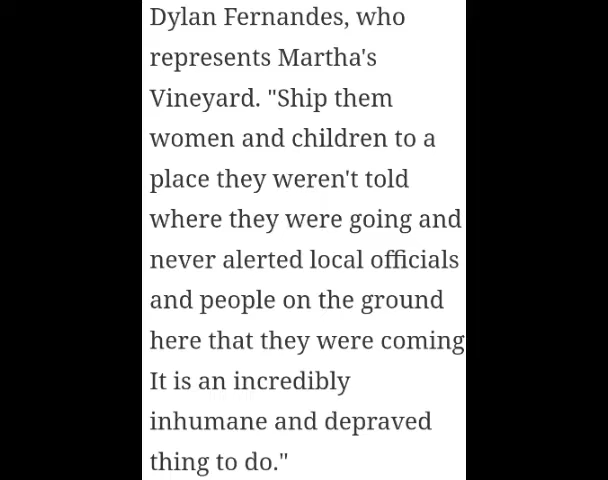 Dylan Fernandes, who
represents Martha's
Vineyard. "Ship them
women and children to a
place they weren't told
where they were going and
never alerted local officials
and people on the ground
here that they were coming
It is an incredibly
inhumane and depraved
thing to do."